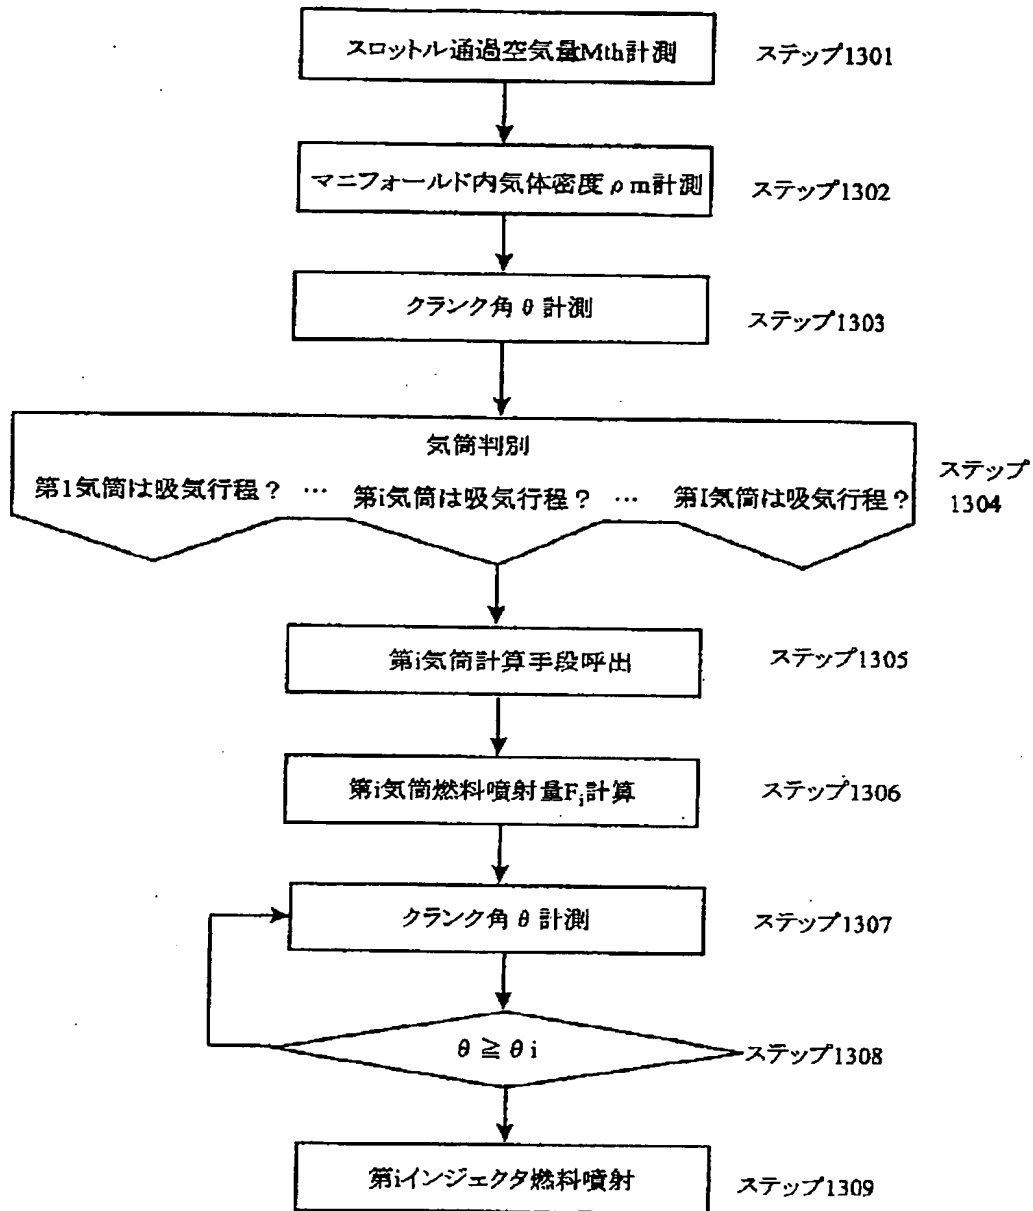 スロットル通過空気量Mth計測
ステップ1301
マニフォールド内気体密度ρm計測
ステップ1302
クランク角θ計測
ステップ1303
気筒判別
第1気筒は吸気行程? … 第i気筒は吸気行程? … 第I気筒は吸気行程?
ステップ
1304
第i気筒計算手段呼出
ステップ1305
第i気筒燃料噴射量Fi計算
ステップ1306
クランク角θ計測
ステップ1307
θ≧θi
ステップ1308
第iインジェクタ燃料噴射
ステップ1309